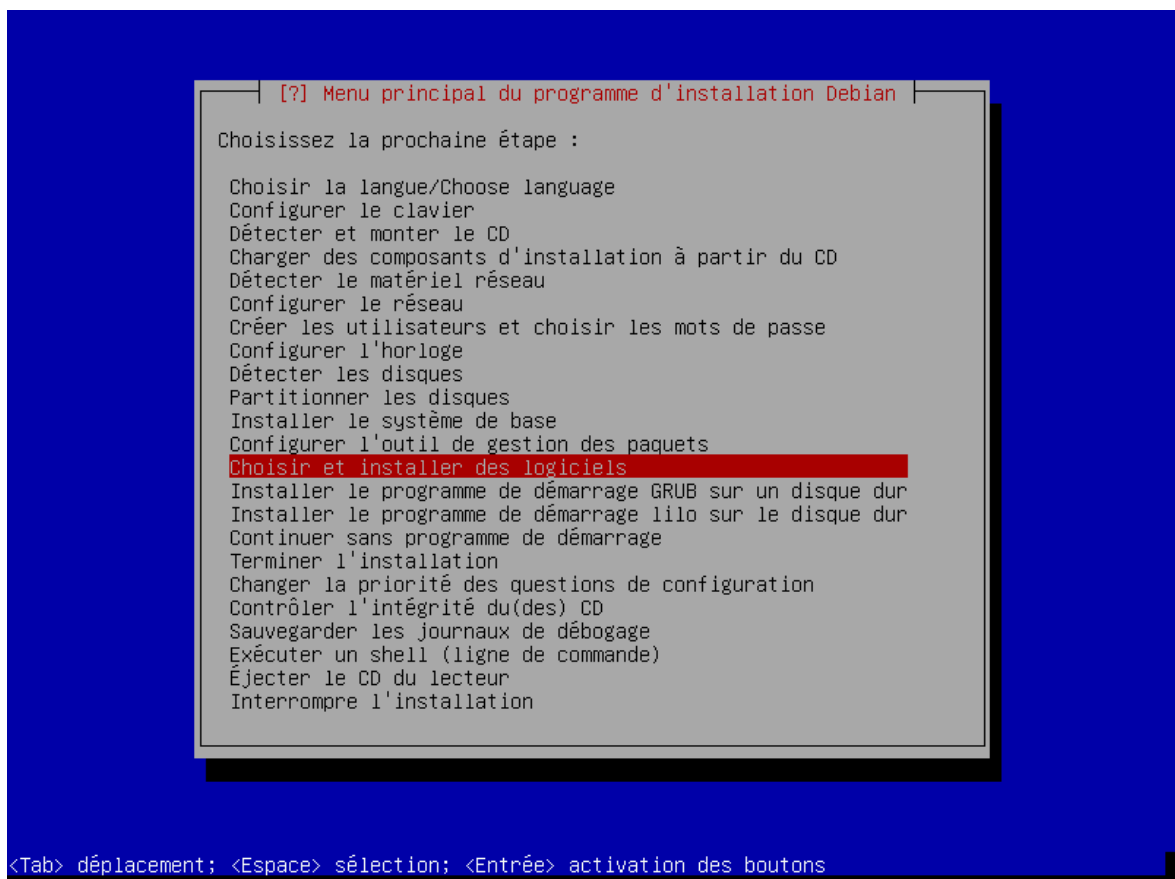 [?] Menu principal du programme d'installation Debian
Choisissez la prochaine étape :
Choisir la langue/Choose language
Configurer le clavier
Détecter et monter le CD
Charger des composants d'installation à partir du CD
Détecter le matériel réseau
Configurer le réseau
Créer les utilisateurs et choisir les mots de passe
Configurer l'horloge
Détecter les disques
Partitionner les disques
Installer le système de base
Configurer l'outil de gestion des paquets
Choisir et installer des logiciels
Installer le programme de démarrage GRUB sur un disque dur
Installer le programme de démarrage lilo sur le disque dur
Continuer sans programme de démarrage
Terminer l'installation
Changer la priorité des questions de configuration
Contrôler l'intégrité du(des) CD
Sauvegarder les journaux de débogage
Exécuter un shell (ligne de commande)
Éjecter le CD du lecteur
Interrompre l'installation
<Tab> déplacement; <Espace> sélection; <Entrée> activation des boutons